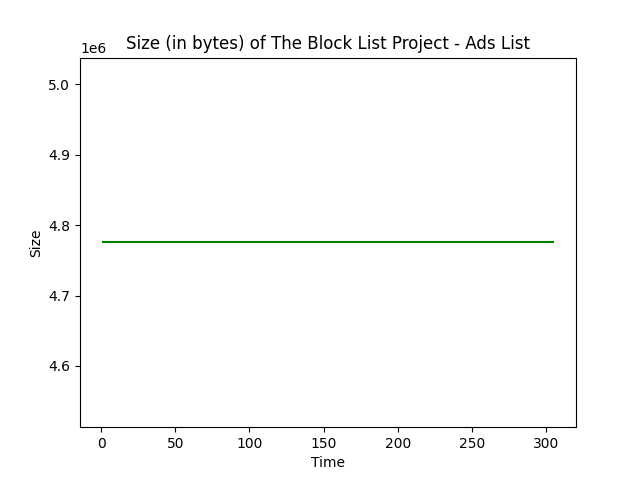 Size (in bytes) of The Block List Project - Ads List
1e6
5.0
4.9
4.8
4.7
4.6
Size
0 50 100 150 200 250 300
Time